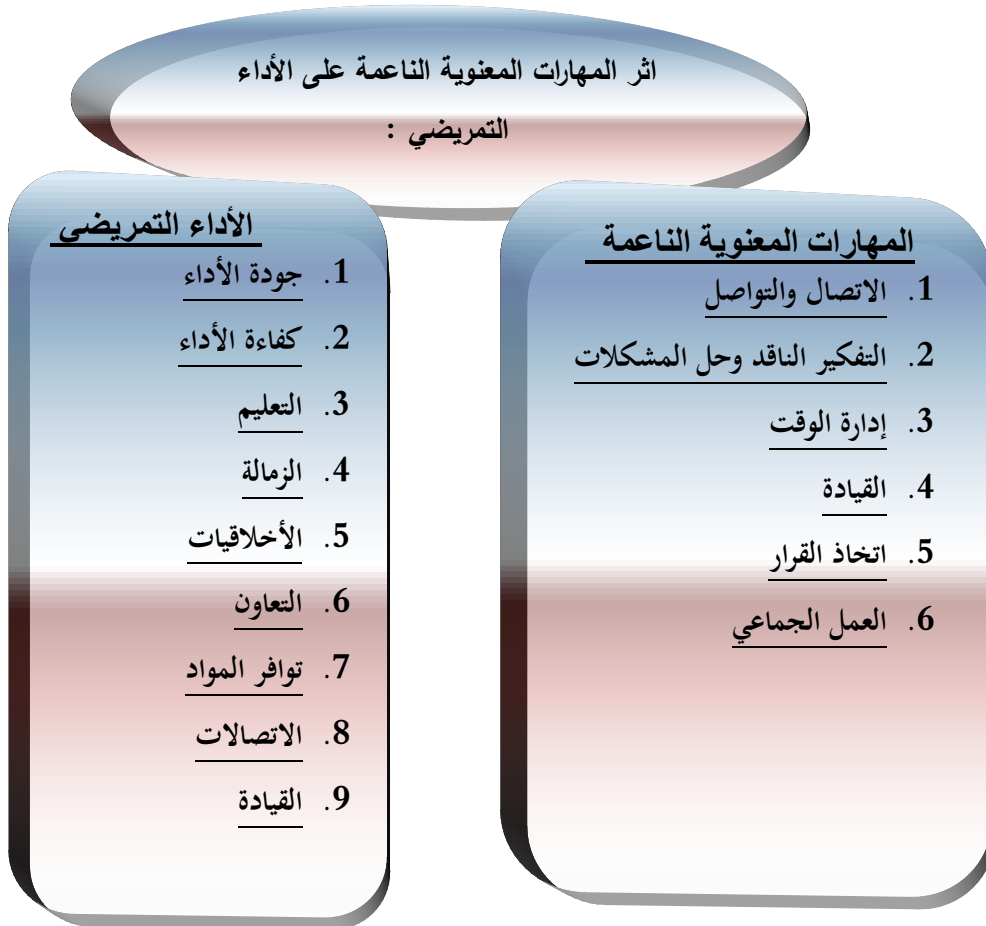 اثر المهارات المعنوية الناعمة على الأداء
التمريضي :
المهارات المعنوية الناعمة
1. الاتصال والتواصل
2. التفكير الناقد وحل المشكلات
3. إدارة الوقت
4. القيادة
5. اتخاذ القرار
6. العمل الجماعي
الأداء التمريضي
1. جودة الأداء
2. كفاءة الأداء
3. التعليم
4. الزمالة
5. الأخلاقيات
6. التعاون
7. توافر المواد
8. الاتصالات
9. القيادة